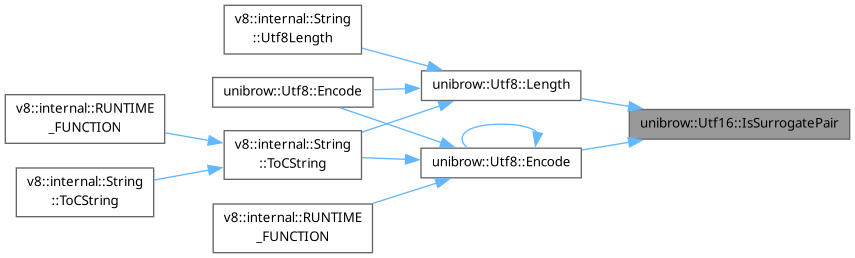 v8::internal::String
::Utf8Length
unibrow::Utf8::Length
unibrow::Utf8::Encode
v8::internal::RUNTIME
_FUNCTION
unibrow::Utf16::IsSurrogatePair
v8::internal::String
::ToCString
unibrow::Utf8::Encode
v8::internal::String
::ToCString
v8::internal::RUNTIME
_FUNCTION